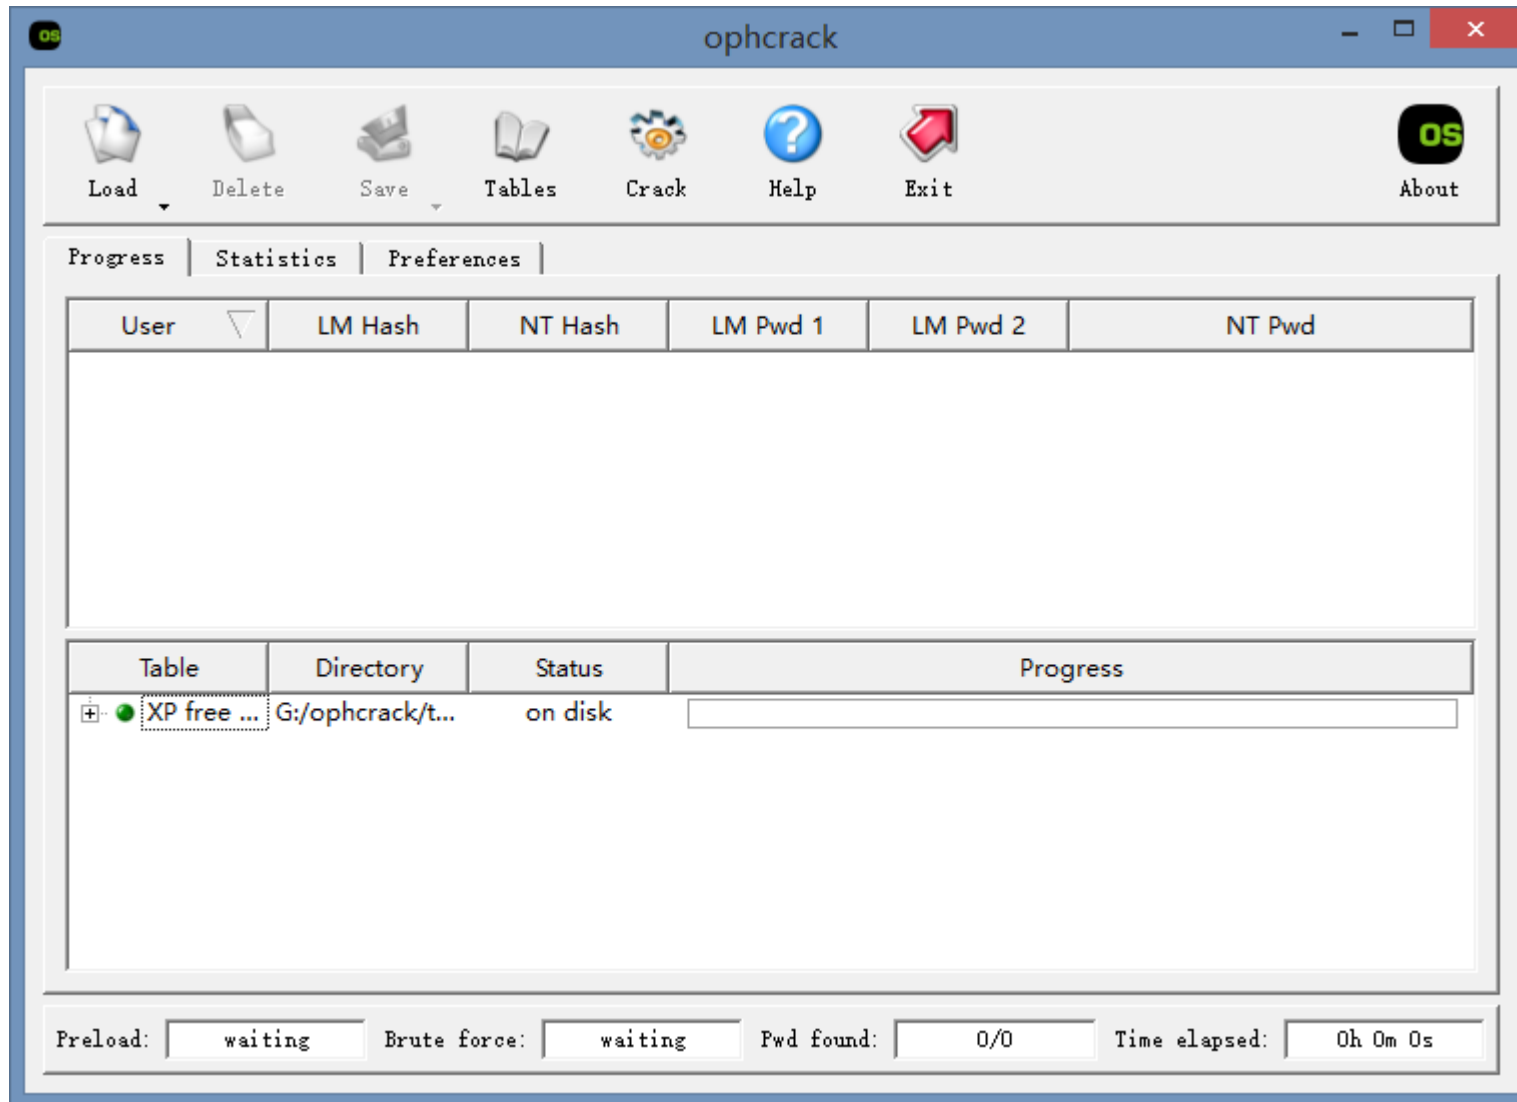 OS
ophcrack
OS
Load Delete Save Tables Crack Help Exit About
Progress Statistics Preferences
User LM Hash NT Hash LM Pwd 1 LM Pwd 2 NT Pwd
Table Directory Status Progress
XP free ... G:/ophcrack/t... on disk
Preload: waiting Brute force: waiting Pwd found: 0/0 Time elapsed: 0h 0m 0s